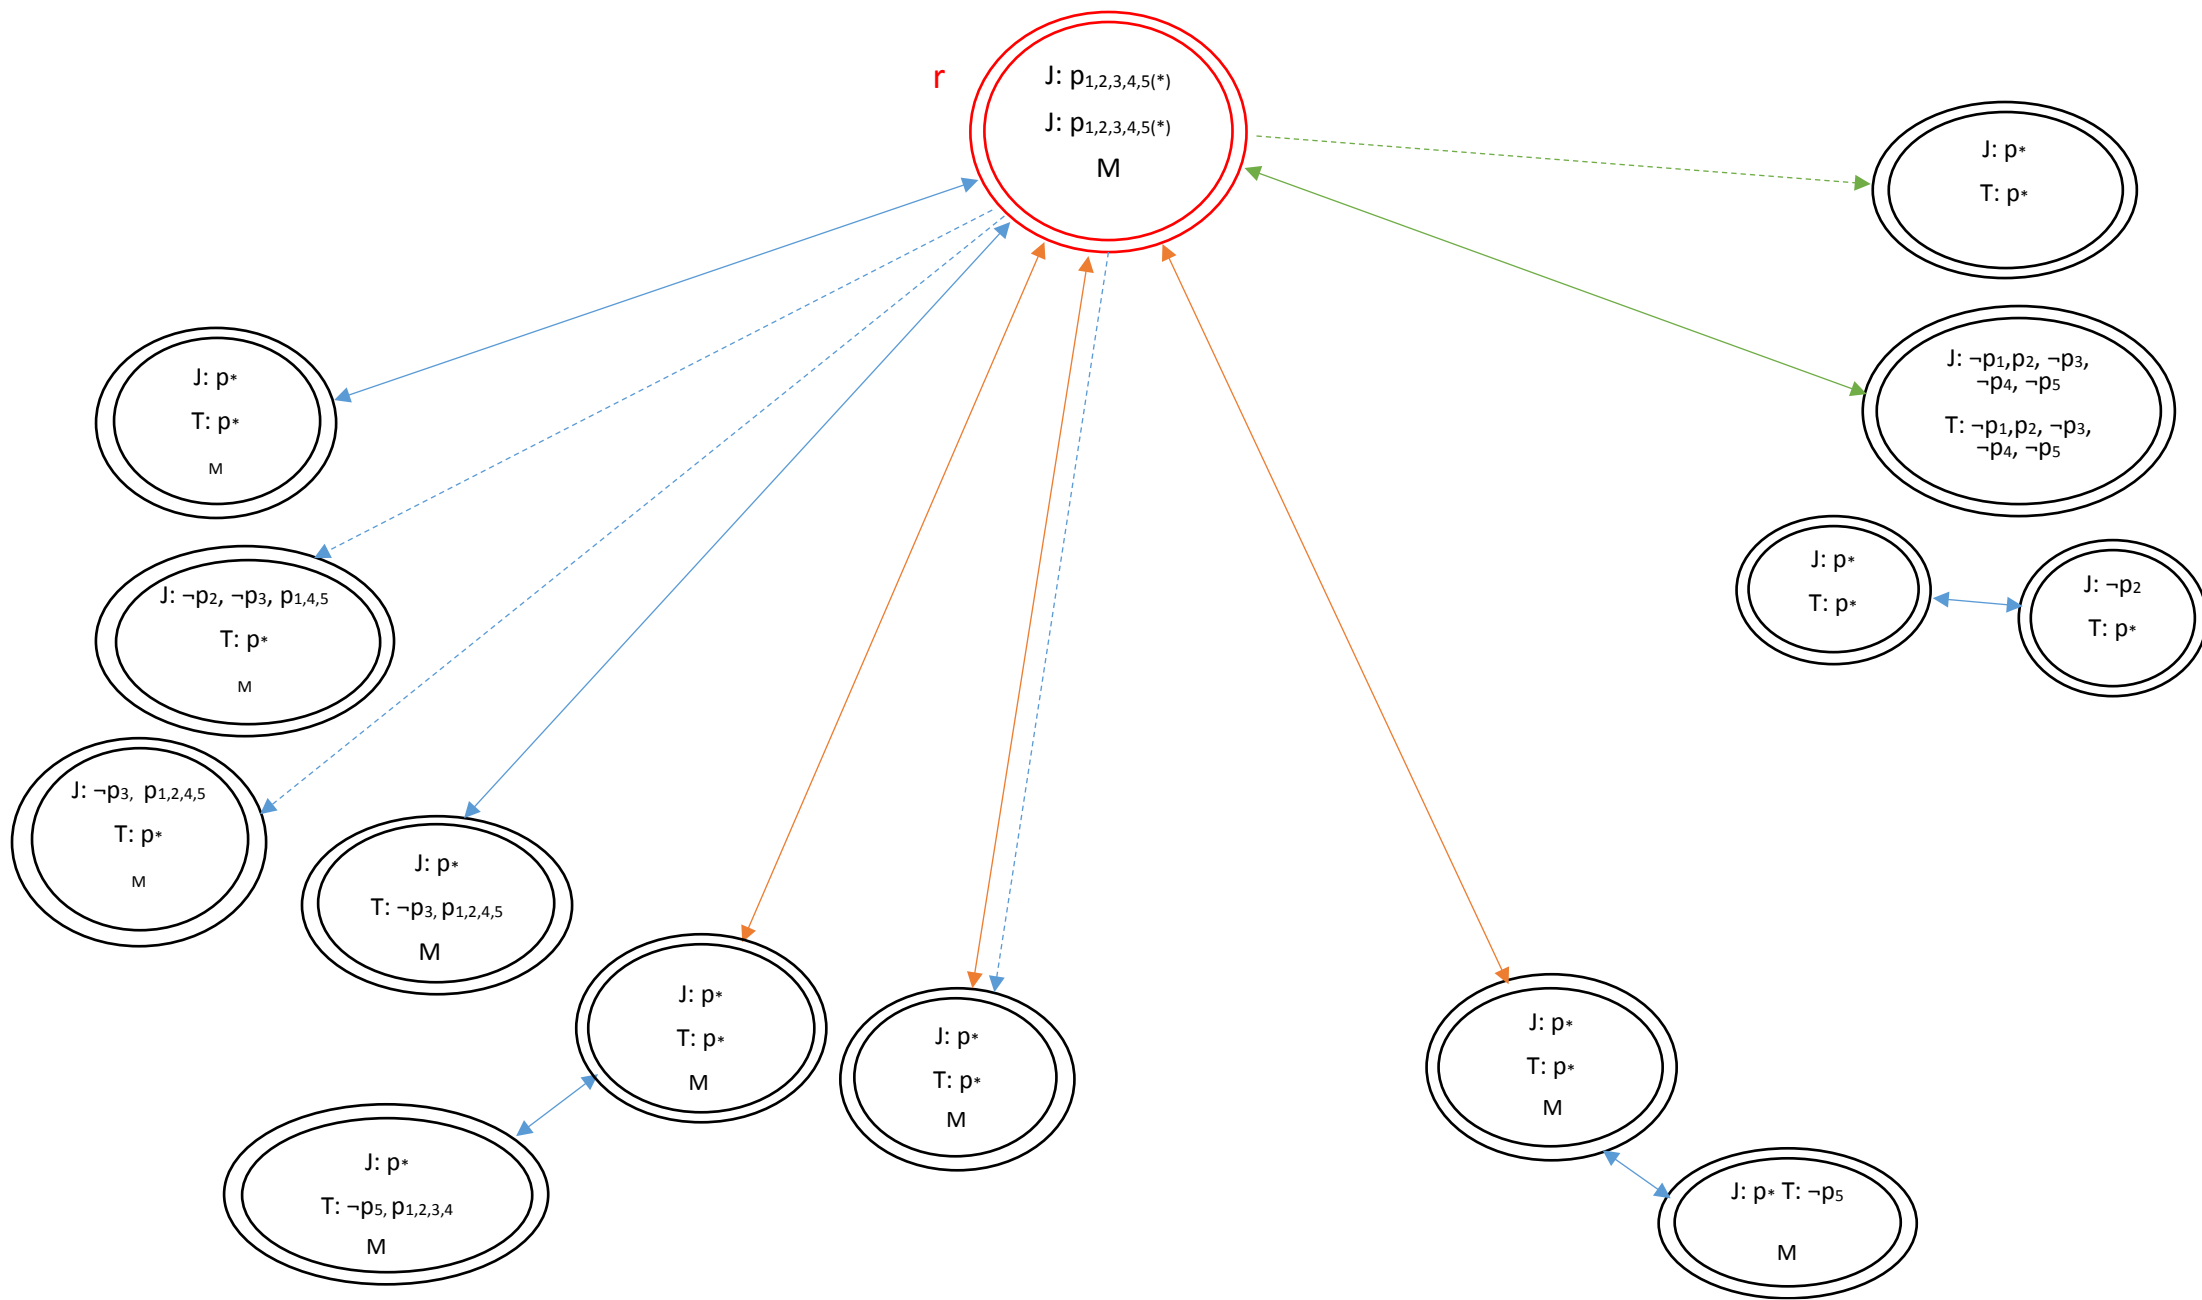 r
J: p1,2,3,4,5(*)
J: p1,2,3,4,5(*)
M
J: p*
T: p*
J: ¬p1,p2, ¬p3,
¬p4, ¬p5
T: ¬p1,p2, ¬p3,
¬p4, ¬p5
J: p*
T: p*
M
J: p*
T: p*
J: ¬p2
T: p*
J: ¬p2, ¬p3, p1,4,5
T: p*
M
J: ¬p3, p1,2,4,5
T: p*
M
J: p*
T: ¬p3, p1,2,4,5
M
J: p*
T: p*
M
J: p*
T: p*
M
J: p*
T: p*
M
J: p*
T: ¬p5, p1,2,3,4
M
J: p* T: ¬p5
M